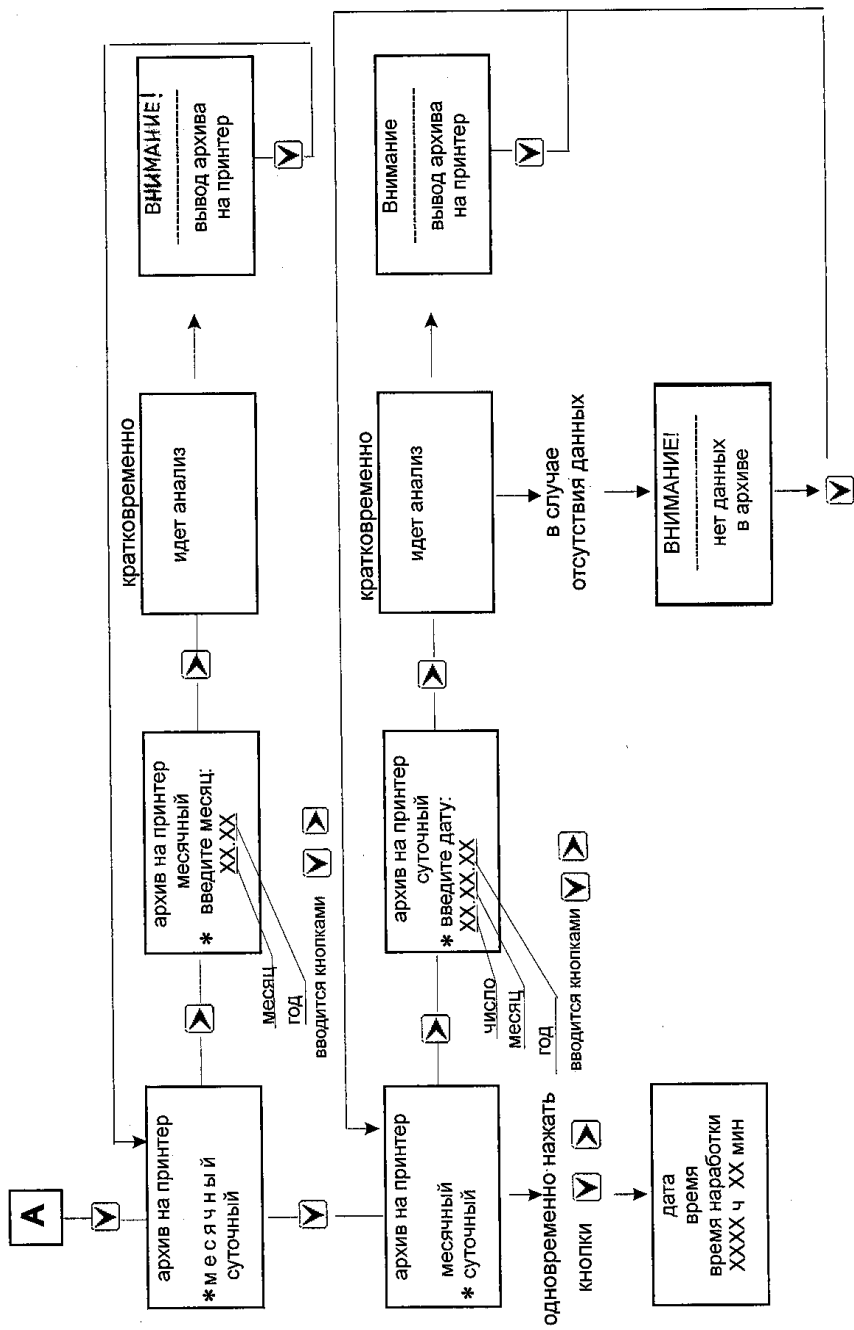 А
архив на принтер
* месячный
суточный
архив на принтер
месячный
* введите месяц:
XX.XX
месяц
год
вводится кнопками
кратковременно
идет анализ
ВНИМАНИЕ!
вывод архива
на принтер
архив на принтер
месячный
* суточный
архив на принтер
суточный
* введите дату:
XX.XX.XX
число
месяц
год
вводится кнопками
кратковременно
идет анализ
Внимание
вывод архива
на принтер
в случае
отсутствия данных
ВНИМАНИЕ!
нет данных
в архиве
одновременно нажать
кнопки
дата
время
время наработки
XXXX ч XX мин